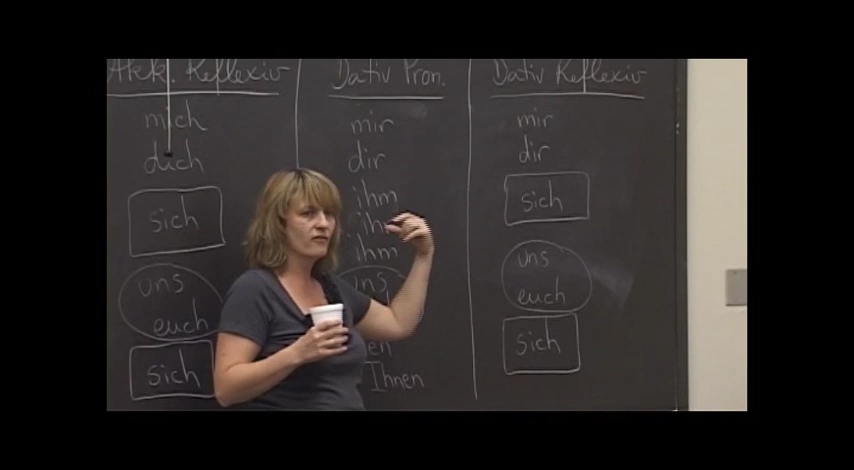 Akk. Reflexiv
mich
dich
sich
uns
euch
sich
Dativ Pron.
mir
dir
ihm
ihm
uns
Ihnen
Dativ Reflexiv
mir
dir
sich
uns
euch
sich